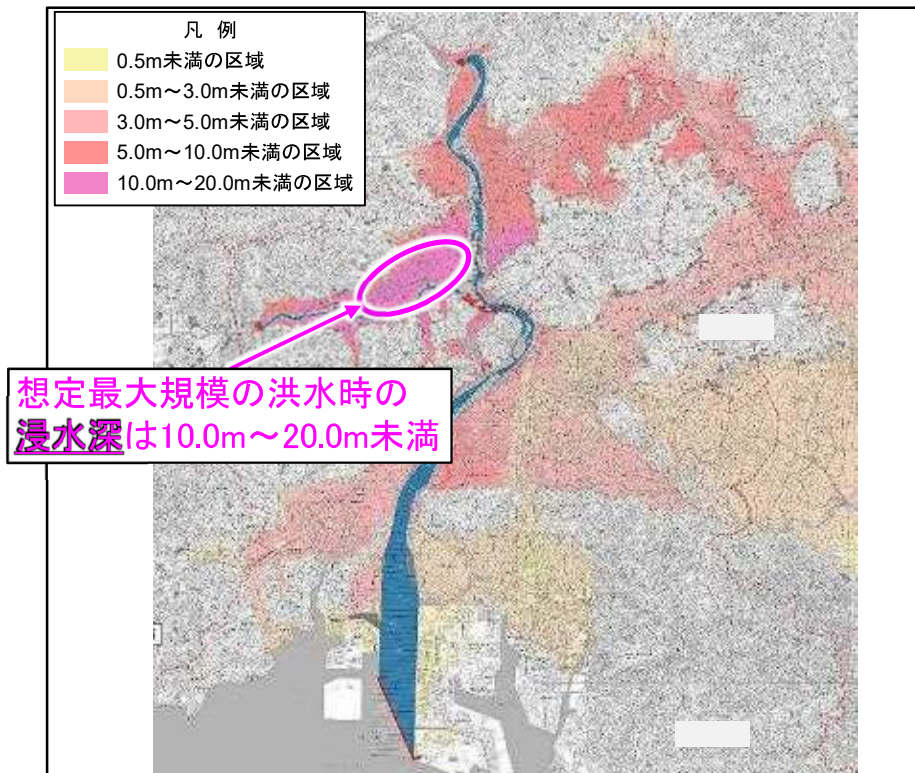 凡 例
0.5m未満の区域
0.5m～3.0m未満の区域
3.0m～5.0m未満の区域
5.0m～10.0m未満の区域
10.0m～20.0m未満の区域
想定最大規模の洪水時の
浸水深は10.0m～20.0m未満